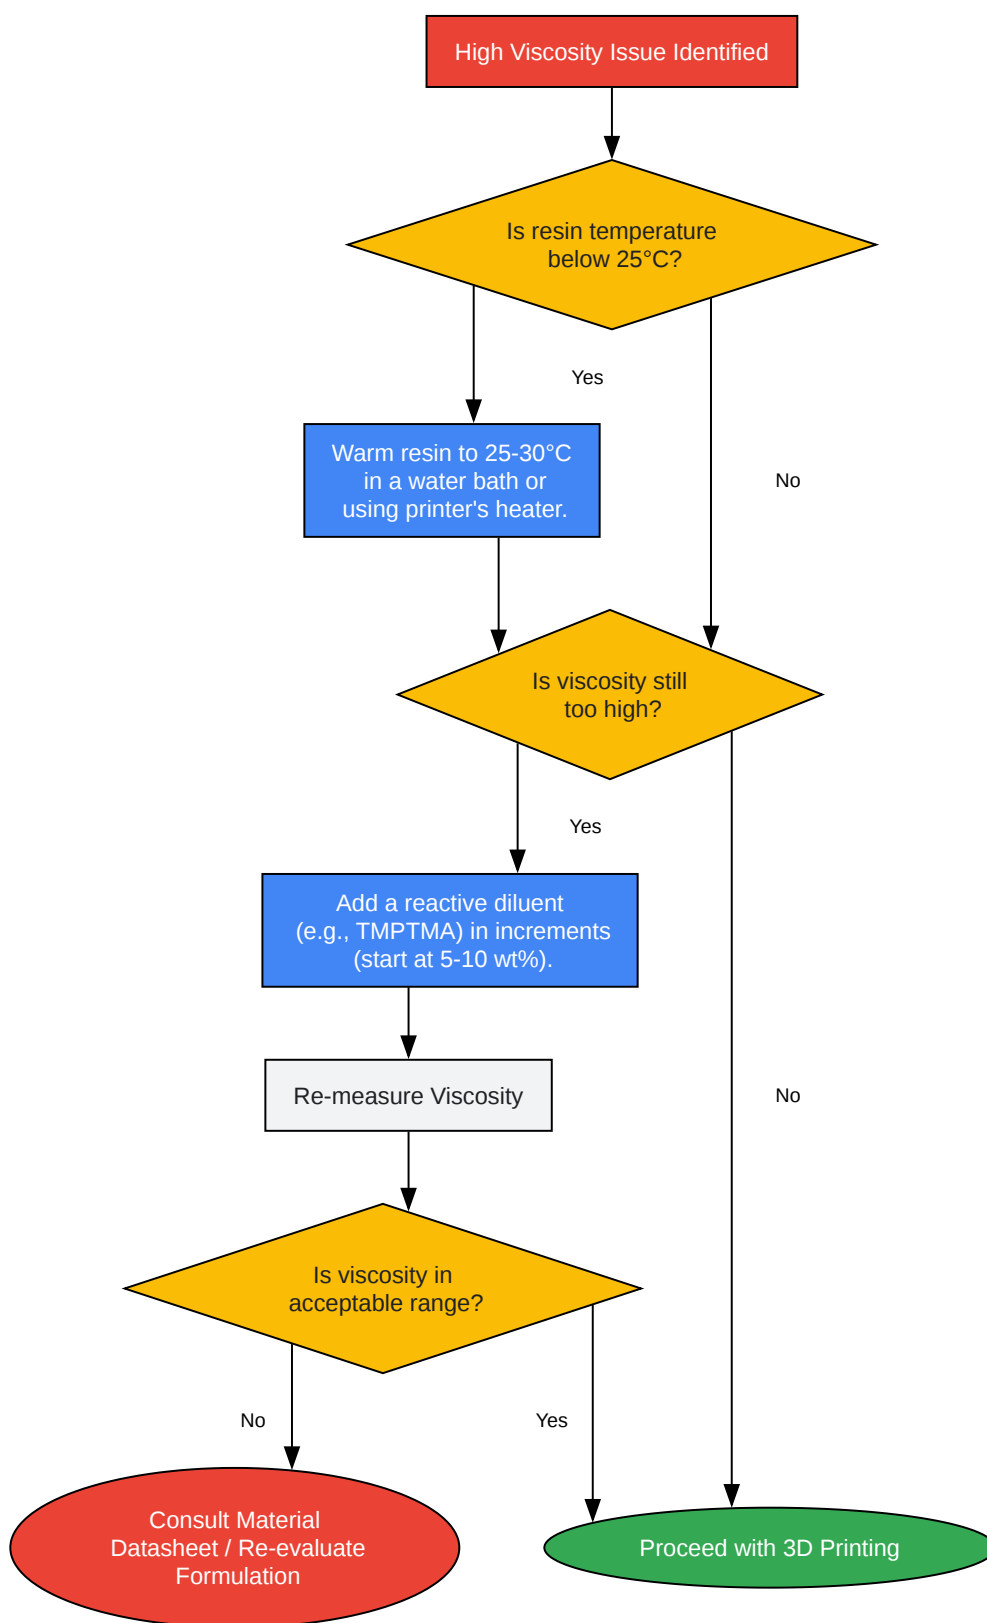 High Viscosity Issue Identified
Is resin temperature
below 25°C?
Yes
Warm resin to 25-30°C
in a water bath or
using printer's heater.
No
Is viscosity still
too high?
Yes
Add a reactive diluent
(e.g., TMPTMA) in increments
(start at 5-10 wt%).
Re-measure Viscosity
No
Is viscosity in
acceptable range?
No
Yes
Consult Material
Datasheet / Re-evaluate
Formulation
Proceed with 3D Printing